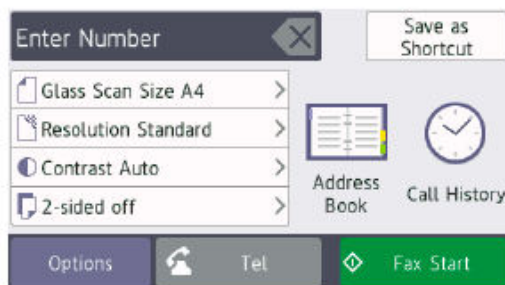 Enter Number
Save as
Shortcut
Glass Scan Size A4
Resolution Standard
Contrast Auto
2-sided off
Address
Book
Call History
Options
Tel
Fax Start